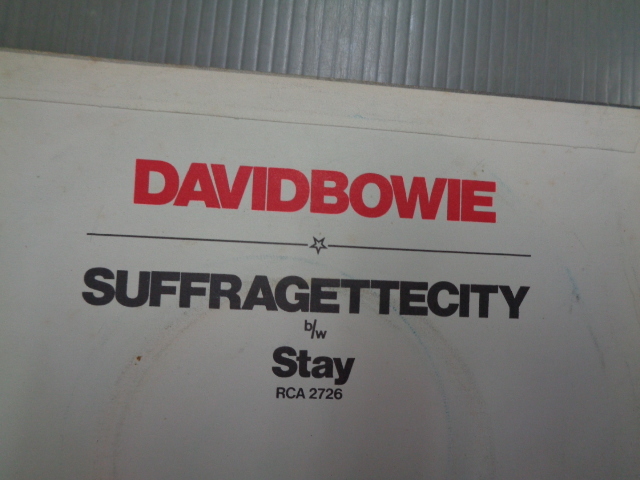 DAVIDBOWIE
SUFFRAGETTECITY
b/w
Stay
RCA 2726